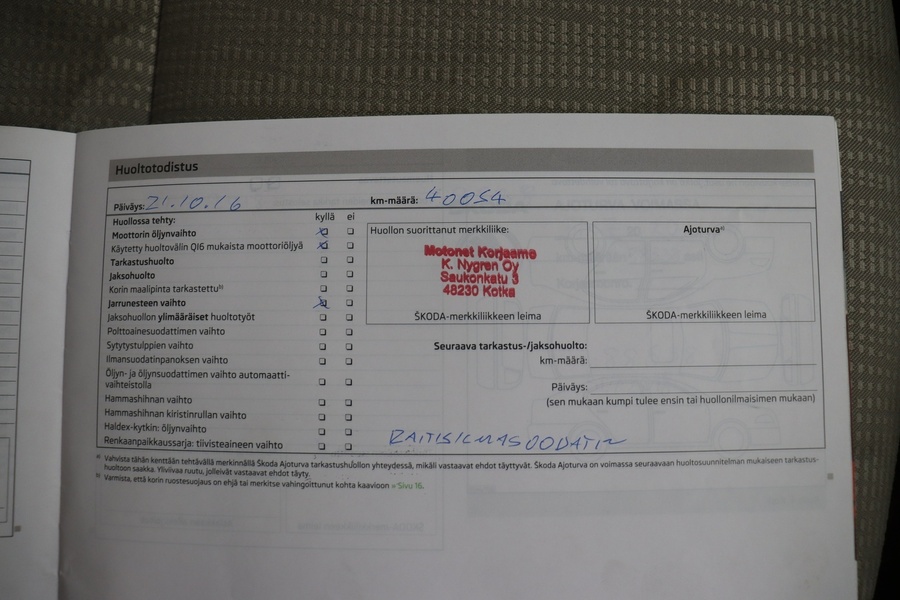 Huoltotodistus
Päiväys: 21.10.16
km-määrä: 40054
Huollossa tehty: kyllä ei
Moottorin öljynvaihto
Käytetty huoltovälin QI6 mukaista moottoriöljyä
Tarkastushuolto
Jaksohuolto
Korin maalipinta tarkastettu b)
Jarrunesteen vaihto
Jaksohuollon ylimääräiset huoltotyöt
Polttoainesuodattimen vaihto
Sytytystulppien vaihto
Ilmansuodatinpanoksen vaihto
Öljyn- ja öljynsuodattimen vaihto automaatti-
vaihteistolla
Hammashihnan vaihto
Hammashihnan kiristinrullan vaihto
Haldex-kytkin: öljynvaihto
Renkaanpaikkaussarja: tiivisteaineen vaihto
Huollon suorittanut merkkiliike:
Motonet Korjaamo
K. Nygren Oy
Saukonkatu 3
48230 Kotka
ŠKODA-merkkiliikkeen leima
Ajoturva a)
ŠKODA-merkkiliikkeen leima
Seuraava tarkastus-/jaksohuolto:
km-määrä:
Päiväys:
(sen mukaan kumpi tulee ensin tai huollonilmaisimen mukaan)
RAITISILMASUODATIN
a) Vahvista tähän kenttään tehtävällä merkinnällä Škoda Ajoturva tarkastushuollon yhteydessä, mikäli vastaavat ehdot täyttyvät. Škoda Ajoturva on voimassa seuraavaan huoltosuunnitelman mukaiseen tarkastus-
huoltoon saakka. Yliviivaa ruutu, jolleivät vastaavat ehdot täyty.
b) Varmista, että korin ruostesuojaus on ehjä tai merkitse vahingoittunut kohta kaavioon » Sivu 16.